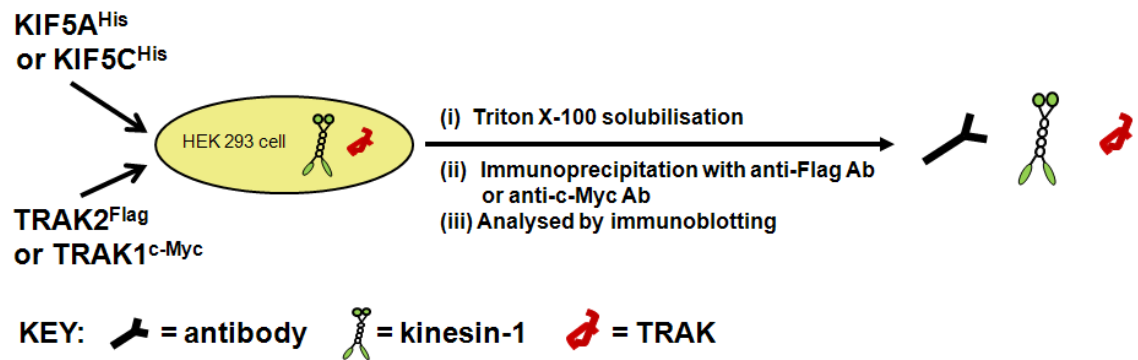 KIF5A^His
or KIF5C^His
HEK 293 cell
TRAK2^Flag
or TRAK1^c-Myc
(i) Triton X-100 solubilisation
(ii) Immunoprecipitation with anti-Flag Ab
or anti-c-Myc Ab
(iii) Analysed by immunoblotting
KEY: = antibody = kinesin-1 = TRAK